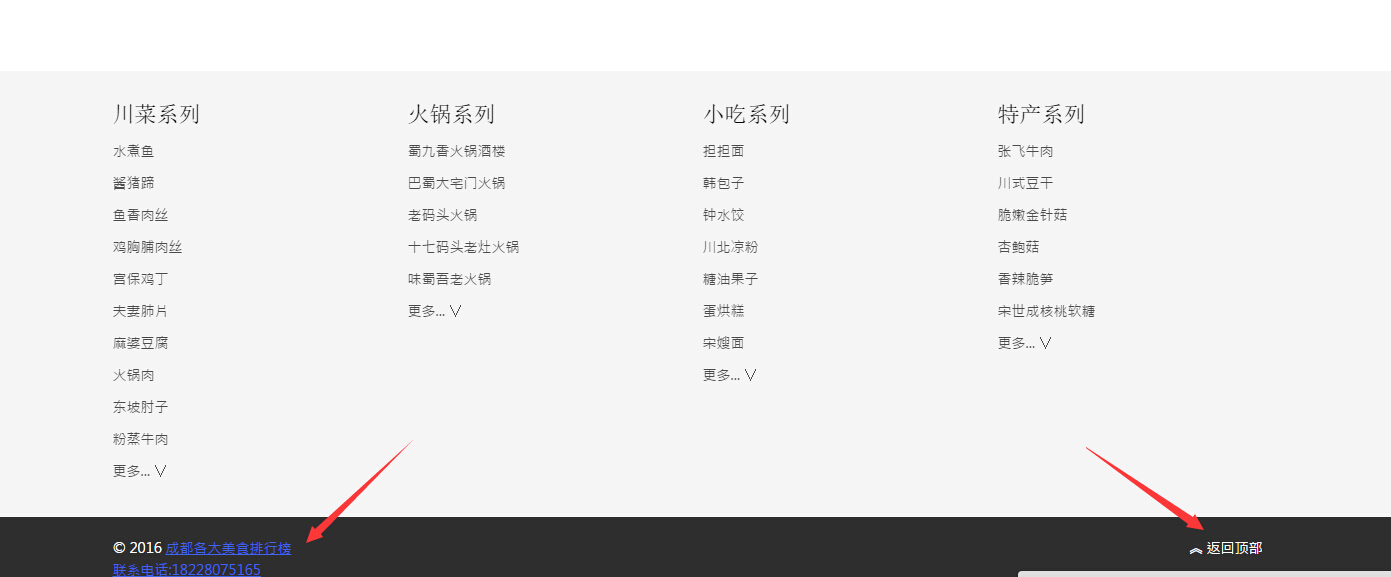 川菜系列
水煮鱼
酱猪蹄
鱼香肉丝
鸡胸脯肉丝
宫保鸡丁
夫妻肺片
麻婆豆腐
火锅肉
东坡肘子
粉蒸牛肉
更多... ∨
火锅系列
蜀九香火锅酒楼
巴蜀大宅门火锅
老码头火锅
十七码头老灶火锅
味蜀吾老火锅
更多... ∨
小吃系列
担担面
韩包子
钟水饺
川北凉粉
糖油果子
蛋烘糕
宋嫂面
更多... ∨
特产系列
张飞牛肉
川式豆干
脆嫩金针菇
杏鲍菇
香辣脆笋
宋世成核桃软糖
更多... ∨
© 2016 成都各大美食排行榜
联系电话:18228075165
︽ 返回顶部